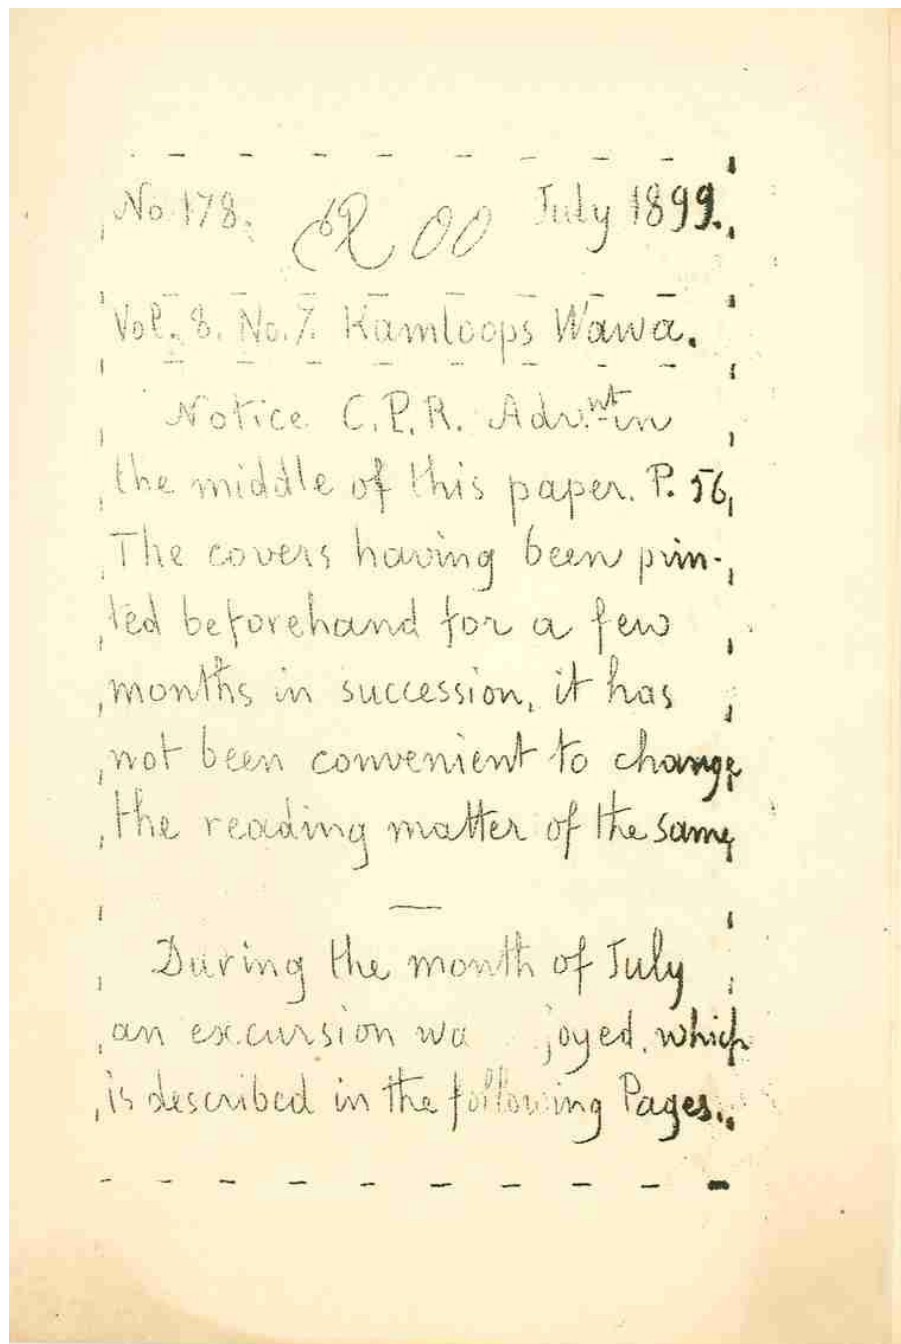 No 178. July 1899.
Vol. 8. No. 7. Kamloops Wawa.
Notice C.P.R. Adv.nt in
the middle of this paper. P. 56
The covers having been prin-
ted beforehand for a few
months in succession, it has
not been convenient to change
the reading matter of the same
During the month of July
an excursion wa joyed, which
is described in the following Pages.